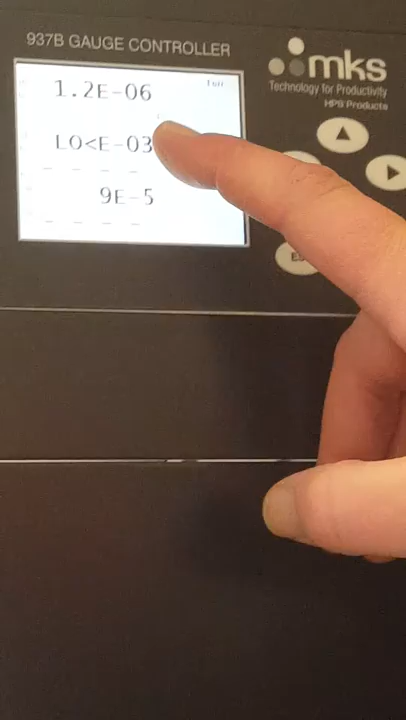 937B GAUGE CONTROLLER
mks
Technology for Productivity
HPS Products
Torr
1.2E-06
LO<E-03
- - - -
9E-5
- - - -